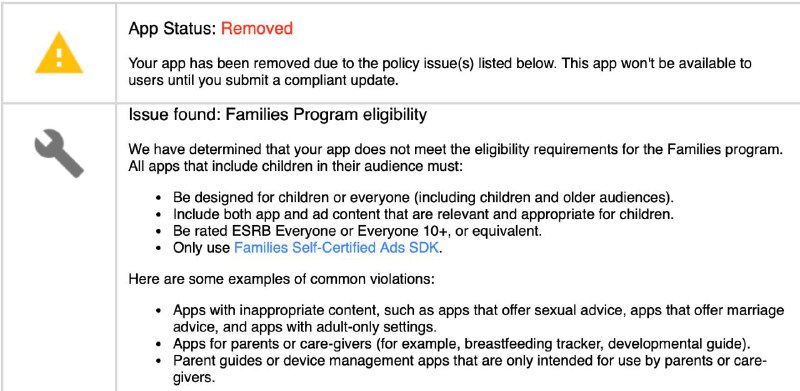 App Status: Removed
Your app has been removed due to the policy issue(s) listed below. This app won't be available to
users until you submit a compliant update.
Issue found: Families Program eligibility
We have determined that your app does not meet the eligibility requirements for the Families program.
All apps that include children in their audience must:
• Be designed for children or everyone (including children and older audiences).
• Include both app and ad content that are relevant and appropriate for children.
• Be rated ESRB Everyone or Everyone 10+, or equivalent.
• Only use Families Self-Certified Ads SDK.
Here are some examples of common violations:
• Apps with inappropriate content, such as apps that offer sexual advice, apps that offer marriage
advice, and apps with adult-only settings.
• Apps for parents or care-givers (for example, breastfeeding tracker, developmental guide).
• Parent guides or device management apps that are only intended for use by parents or care-
givers.